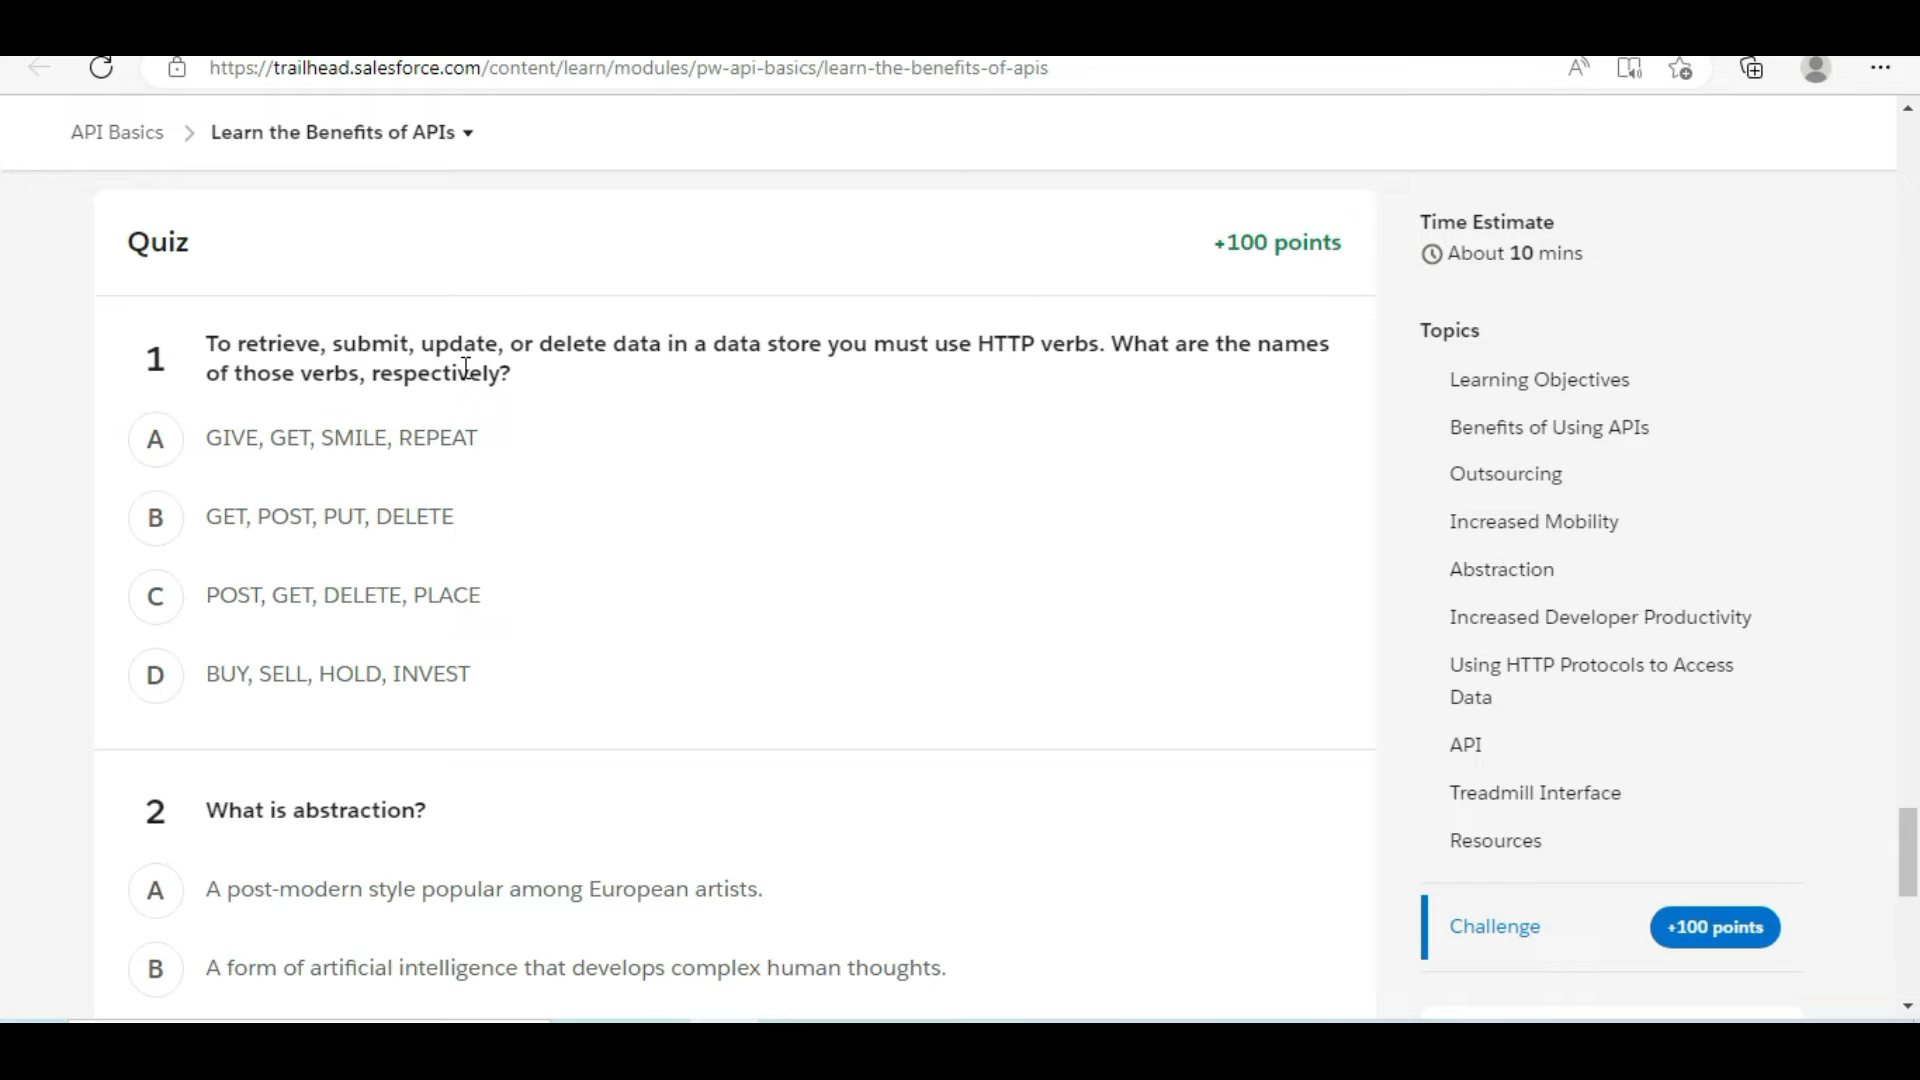 https://trailhead.salesforce.com/content/learn/modules/pw-api-basics/learn-the-benefits-of-apis
API Basics > Learn the Benefits of APIs
Quiz
+100 points
1
To retrieve, submit, update, or delete data in a data store you must use HTTP verbs. What are the names
of those verbs, respectively?
A GIVE, GET, SMILE, REPEAT
B GET, POST, PUT, DELETE
C POST, GET, DELETE, PLACE
D BUY, SELL, HOLD, INVEST
2 What is abstraction?
A A post-modern style popular among European artists.
B A form of artificial intelligence that develops complex human thoughts.
Time Estimate
About 10 mins
Topics
Learning Objectives
Benefits of Using APIs
Outsourcing
Increased Mobility
Abstraction
Increased Developer Productivity
Using HTTP Protocols to Access
Data
API
Treadmill Interface
Resources
Challenge +100 points